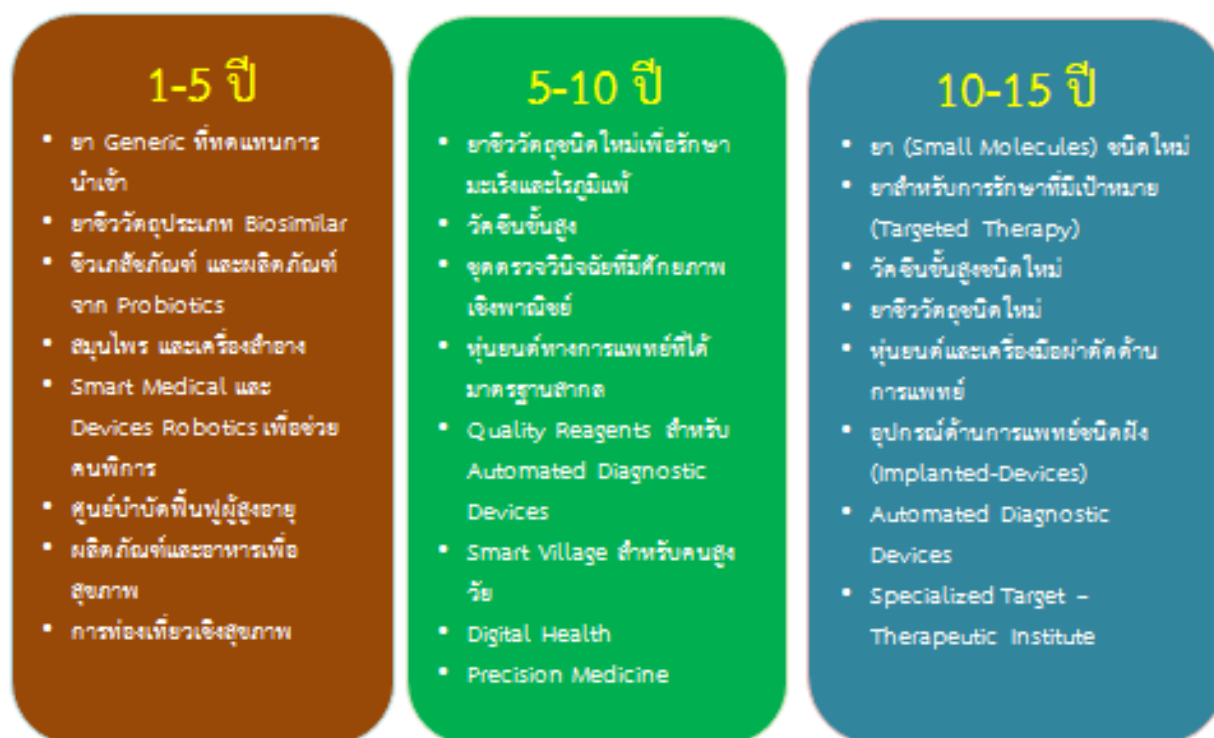 1-5 ปี
• ยา Generic ที่ทดแทนการ
นำเข้า
• ยาชีววัตถุประเภท Biosimilar
• ชีวเภสัชภัณฑ์ และผลิตภัณฑ์
จาก Probiotics
• สมุนไพร และเครื่องสำอาง
• Smart Medical และ
Devices Robotics เพื่อช่วย
คนพิการ
• ศูนย์บำบัดฟื้นฟูผู้สูงอายุ
• ผลิตภัณฑ์และอาหารเพื่อ
สุขภาพ
• การท่องเที่ยวเชิงสุขภาพ
5-10 ปี
• ยาชีววัตถุชนิดใหม่เพื่อรักษา
มะเร็งและโรภูมิแพ้
• วัคซีนขั้นสูง
• ชุดตรวจวินิจฉัยที่มีศักยภาพ
เชิงพาณิชย์
• หุ่นยนต์ทางการแพทย์ที่ได้
มาตรฐานสากล
• Quality Reagents สำหรับ
Automated Diagnostic
Devices
• Smart Village สำหรับคนสูง
วัย
• Digital Health
• Precision Medicine
10-15 ปี
• ยา (Small Molecules) ชนิดใหม่
• ยาสำหรับการรักษาที่มีเป้าหมาย
(Targeted Therapy)
• วัคซีนขั้นสูงชนิดใหม่
• ยาชีววัตถุชนิดใหม่
• หุ่นยนต์และเครื่องมือผ่าตัดด้าน
การแพทย์
• อุปกรณ์ด้านการแพทย์ชนิดฝัง
(Implanted-Devices)
• Automated Diagnostic
Devices
• Specialized Target –
Therapeutic Institute